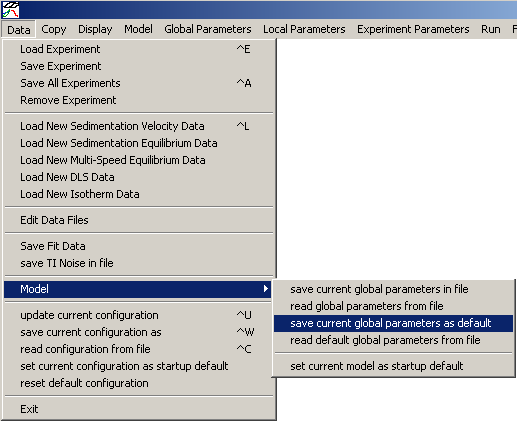 Data Copy Display Model Global Parameters Local Parameters Experiment Parameters Run F
Load Experiment ^E
Save Experiment
Save All Experiments ^A
Remove Experiment
Load New Sedimentation Velocity Data ^L
Load New Sedimentation Equilibrium Data
Load New Multi-Speed Equilibrium Data
Load New DLS Data
Load New Isotherm Data
Edit Data Files
Save Fit Data
save TI Noise in file
Model
save current global parameters in file
read global parameters from file
save current global parameters as default
read default global parameters from file
set current model as startup default
update current configuration ^U
save current configuration as ^W
read configuration from file ^C
set current configuration as startup default
reset default configuration
Exit